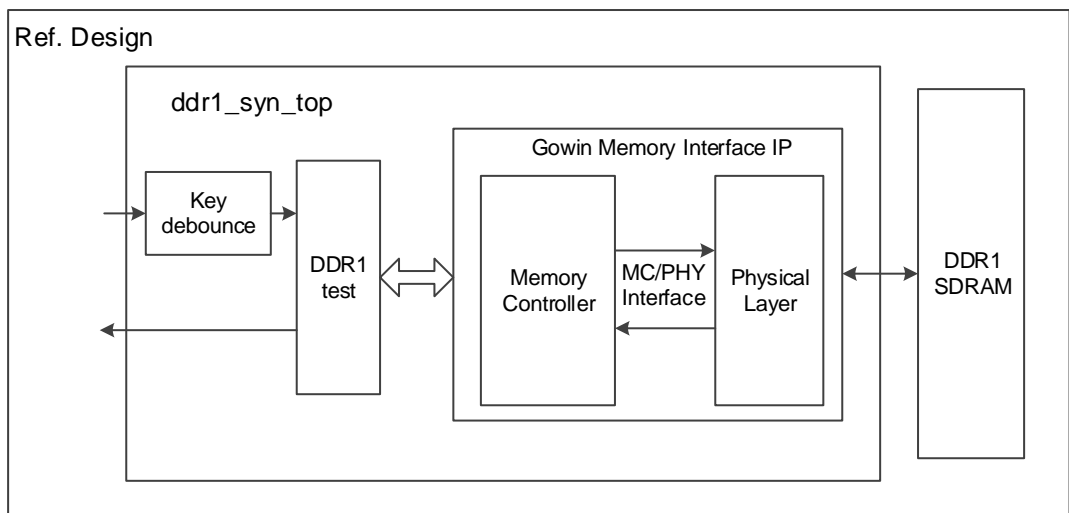 Ref. Design
ddr1_syn_top
Gowin Memory Interface IP
Key
debounce
DDR1
test
Memory
Controller
MC/PHY
Interface
Physical
Layer
DDR1
SDRAM